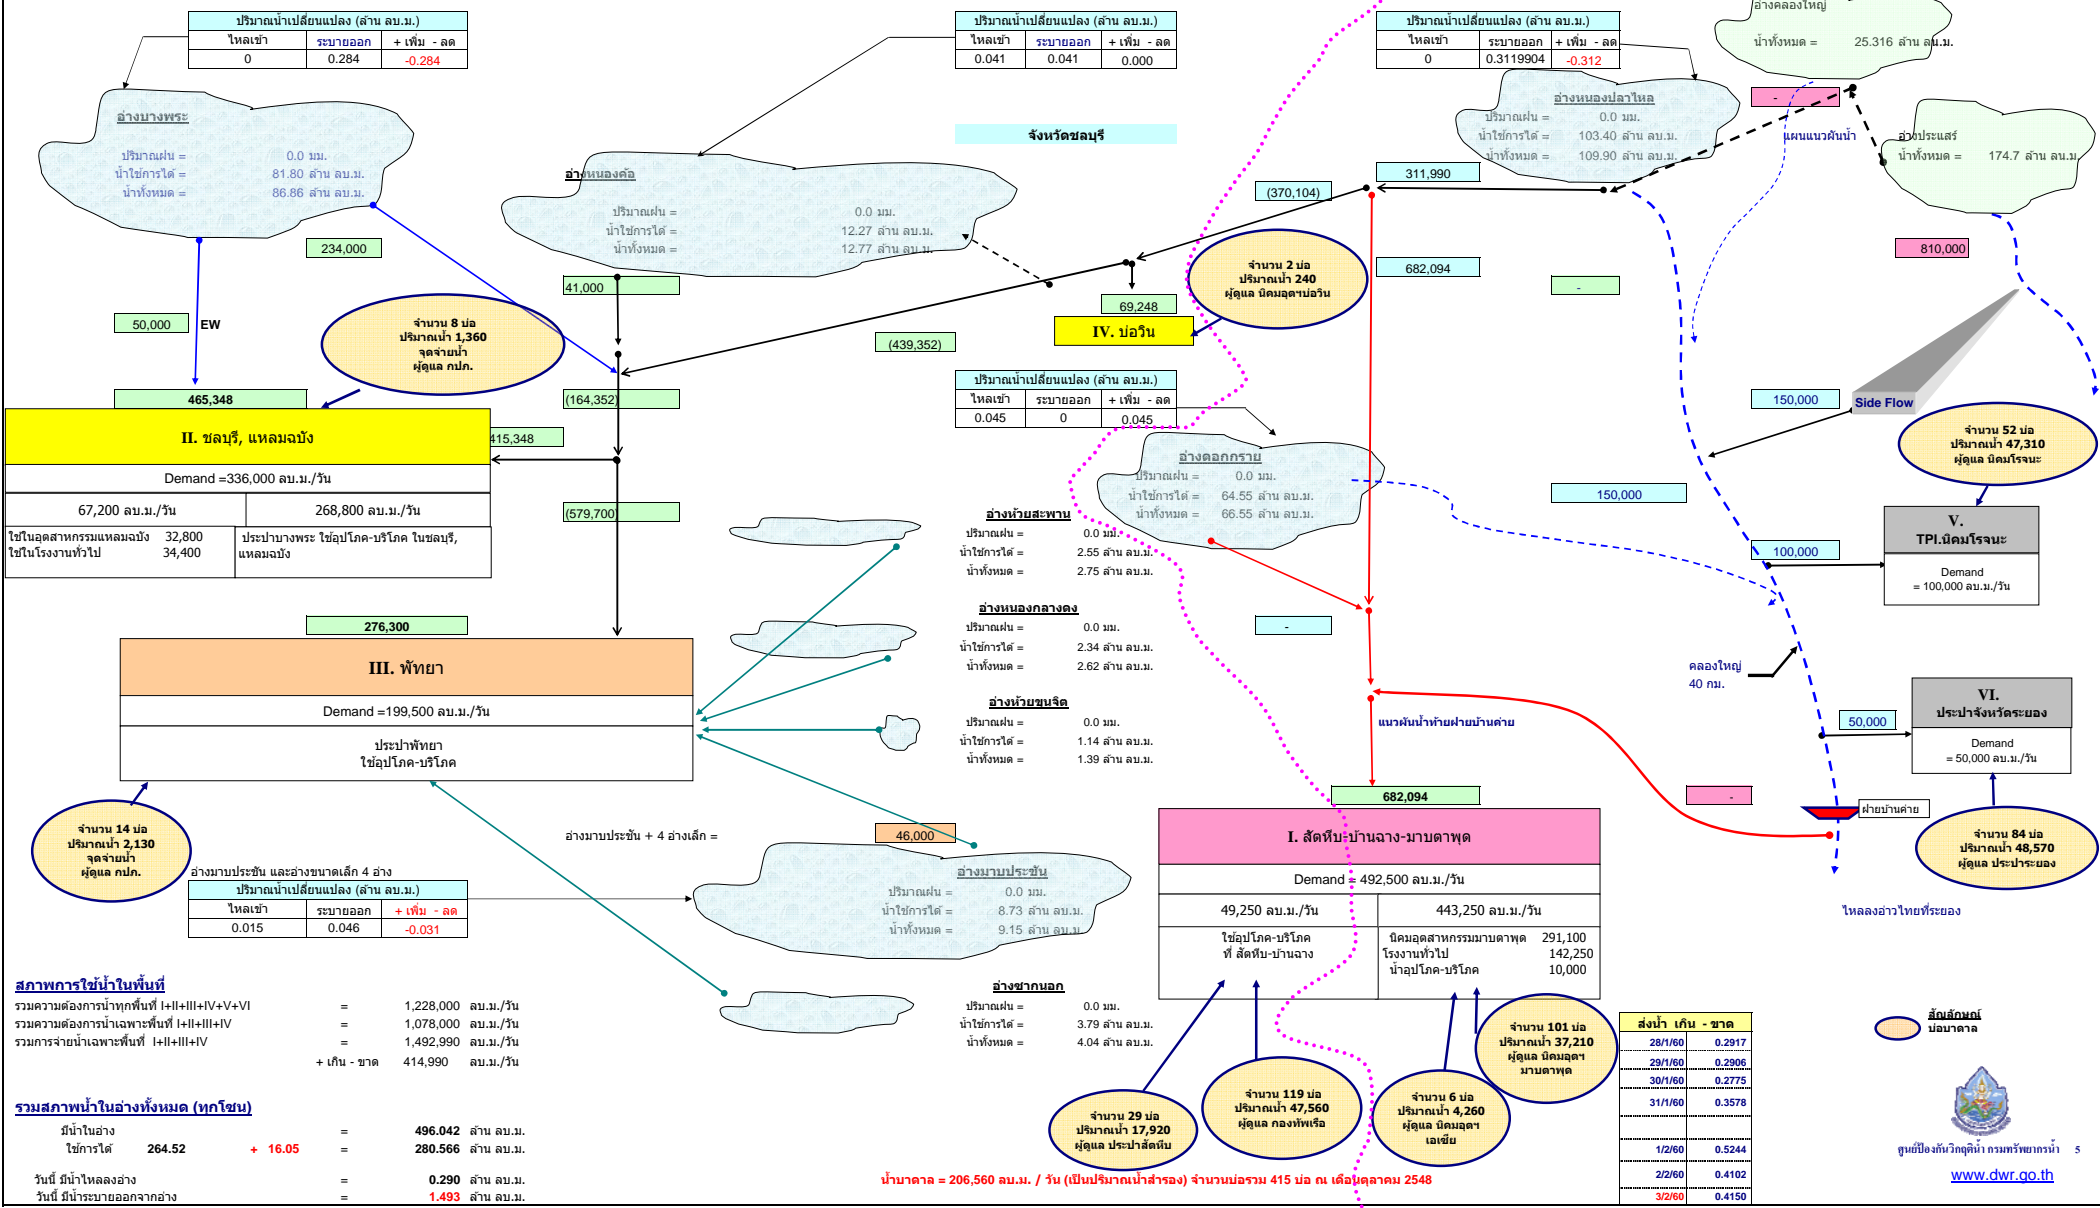 ปริมาณน้ำเปลี่ยนแปลง (ล้าน ลบ.ม.)
ไหลเข้า ระบายออก + เพิ่ม - ลด
0 0.284 -0.284
ปริมาณน้ำเปลี่ยนแปลง (ล้าน ลบ.ม.)
ไหลเข้า ระบายออก + เพิ่ม - ลด
0.041 0.041 0.000
ปริมาณน้ำเปลี่ยนแปลง (ล้าน ลบ.ม.)
ไหลเข้า ระบายออก + เพิ่ม - ลด
0 0.3119904 -0.312
อ่างคลองใหญ่
น้ำทั้งหมด = 25.316 ล้าน ลบ.ม.
-
แผนแนวผันน้ำ
อ่างประแสร์
น้ำทั้งหมด = 174.7 ล้าน ลบ.ม.
อ่างบางพระ
ปริมาณฝน = 0.0 มม.
น้ำใช้การได้ = 81.80 ล้าน ลบ.ม.
น้ำทั้งหมด = 86.86 ล้าน ลบ.ม.
จังหวัดชลบุรี
อ่างหนองค้อ
ปริมาณฝน = 0.0 มม.
น้ำใช้การได้ = 12.27 ล้าน ลบ.ม.
น้ำทั้งหมด = 12.77 ล้าน ลบ.ม.
อ่างหนองปลาไหล
ปริมาณฝน = 0.0 มม.
น้ำใช้การได้ = 103.40 ล้าน ลบ.ม.
น้ำทั้งหมด = 109.90 ล้าน ลบ.ม.
311,990
(370,104)
234,000
810,000
682,094
41,000
-
50,000 EW
จำนวน 8 บ่อ
ปริมาณน้ำ 1,360
จุดจ่ายน้ำ
ผู้ดูแล กปภ.
จำนวน 2 บ่อ
ปริมาณน้ำ 240
ผู้ดูแล นิคมอุตฯบ่อวิน
69,248
IV. บ่อวิน
(439,352)
465,348
(164,352)
ปริมาณน้ำเปลี่ยนแปลง (ล้าน ลบ.ม.)
ไหลเข้า ระบายออก + เพิ่ม - ลด
0.045 0 0.045
150,000
Side Flow
จำนวน 52 บ่อ
ปริมาณน้ำ 47,310
ผู้ดูแล นิคมโรจนะ
II. ชลบุรี, แหลมฉบัง
415,348
Demand =336,000 ลบ.ม./วัน
67,200 ลบ.ม./วัน 268,800 ลบ.ม./วัน
ใช้ในอุตสาหกรรมแหลมฉบัง 32,800
ใช้ในโรงงานทั่วไป 34,400
ประปาบางพระ ใช้อุปโภค-บริโภค ในชลบุรี,
แหลมฉบัง
(579,700)
อ่างดอกกราย
ปริมาณฝน = 0.0 มม.
น้ำใช้การได้ = 64.55 ล้าน ลบ.ม.
น้ำทั้งหมด = 66.55 ล้าน ลบ.ม.
150,000
อ่างห้วยสะพาน
ปริมาณฝน = 0.0 มม.
น้ำใช้การได้ = 2.55 ล้าน ลบ.ม.
น้ำทั้งหมด = 2.75 ล้าน ลบ.ม.
100,000
V.
TPI.นิคมโรจนะ
Demand
= 100,000 ลบ.ม./วัน
อ่างหนองกลางดง
ปริมาณฝน = 0.0 มม.
น้ำใช้การได้ = 2.34 ล้าน ลบ.ม.
น้ำทั้งหมด = 2.62 ล้าน ลบ.ม.
-
276,300
III. พัทยา
Demand =199,500 ลบ.ม./วัน
ประปาพัทยา
ใช้อุปโภค-บริโภค
อ่างห้วยขุนจิต
ปริมาณฝน = 0.0 มม.
น้ำใช้การได้ = 1.14 ล้าน ลบ.ม.
น้ำทั้งหมด = 1.39 ล้าน ลบ.ม.
คลองใหญ่
40 กม.
แนวผันน้ำท้ายฝายบ้านค่าย
50,000
VI.
ประปาจังหวัดระยอง
Demand
= 50,000 ลบ.ม./วัน
682,094
-
ฝายบ้านค่าย
จำนวน 14 บ่อ
ปริมาณน้ำ 2,130
จุดจ่ายน้ำ
ผู้ดูแล กปภ.
อ่างมาบประชัน + 4 อ่างเล็ก = 46,000
จำนวน 84 บ่อ
ปริมาณน้ำ 48,570
ผู้ดูแล ประปาระยอง
อ่างมาบประชัน และอ่างขนาดเล็ก 4 อ่าง
ปริมาณน้ำเปลี่ยนแปลง (ล้าน ลบ.ม.)
ไหลเข้า ระบายออก + เพิ่ม - ลด
0.015 0.046 -0.031
อ่างมาบประชัน
ปริมาณฝน = 0.0 มม.
น้ำใช้การได้ = 8.73 ล้าน ลบ.ม.
น้ำทั้งหมด = 9.15 ล้าน ลบ.ม.
I. สัตหีบ-บ้านฉาง-มาบตาพุด
Demand = 492,500 ลบ.ม./วัน
49,250 ลบ.ม./วัน 443,250 ลบ.ม./วัน
ใช้อุปโภค-บริโภค
ที่ สัตหีบ-บ้านฉาง
นิคมอุตสาหกรรมมาบตาพุด 291,100
โรงงานทั่วไป 142,250
น้ำอุปโภค-บริโภค 10,000
ไหลลงอ่าวไทยที่ระยอง
อ่างซากนอก
ปริมาณฝน = 0.0 มม.
น้ำใช้การได้ = 3.79 ล้าน ลบ.ม.
น้ำทั้งหมด = 4.04 ล้าน ลบ.ม.
สภาพการใช้น้ำในพื้นที่
รวมความต้องการน้ำทุกพื้นที่ I+II+III+IV+V+VI = 1,228,000 ลบ.ม./วัน
รวมความต้องการน้ำเฉพาะพื้นที่ I+II+III+IV = 1,078,000 ลบ.ม./วัน
รวมการจ่ายน้ำเฉพาะพื้นที่ I+II+III+IV = 1,492,990 ลบ.ม./วัน
+ เกิน - ขาด 414,990 ลบ.ม./วัน
จำนวน 101 บ่อ
ปริมาณน้ำ 37,210
ผู้ดูแล นิคมอุตฯ
มาบตาพุด
จำนวน 29 บ่อ
ปริมาณน้ำ 17,920
ผู้ดูแล ประปาสัตหีบ
จำนวน 119 บ่อ
ปริมาณน้ำ 47,560
ผู้ดูแล กองทัพเรือ
จำนวน 6 บ่อ
ปริมาณน้ำ 4,260
ผู้ดูแล นิคมอุตฯ
เอเซีย
ส่งน้ำ เกิน - ขาด
28/1/60 0.2917
29/1/60 0.2906
30/1/60 0.2775
31/1/60 0.3578
1/2/60 0.5244
2/2/60 0.4102
3/2/60 0.4150
สัญลักษณ์
บ่อบาดาล
รวมสภาพน้ำในอ่างทั้งหมด (ทุกโซน)
มีน้ำในอ่าง = 496.042 ล้าน ลบ.ม.
ใช้การได้ 264.52 + 16.05 = 280.566 ล้าน ลบ.ม.
วันนี้ มีน้ำไหลลงอ่าง = 0.290 ล้าน ลบ.ม.
วันนี้ มีน้ำระบายออกจากอ่าง = 1.493 ล้าน ลบ.ม.
น้ำบาดาล = 206,560 ลบ.ม. / วัน (เป็นปริมาณน้ำสำรอง) จำนวนบ่อรวม 415 บ่อ ณ เดือนตุลาคม 2548
ศูนย์ป้องกันวิกฤติน้ำ กรมทรัพยากรน้ำ 5
www.dwr.go.th